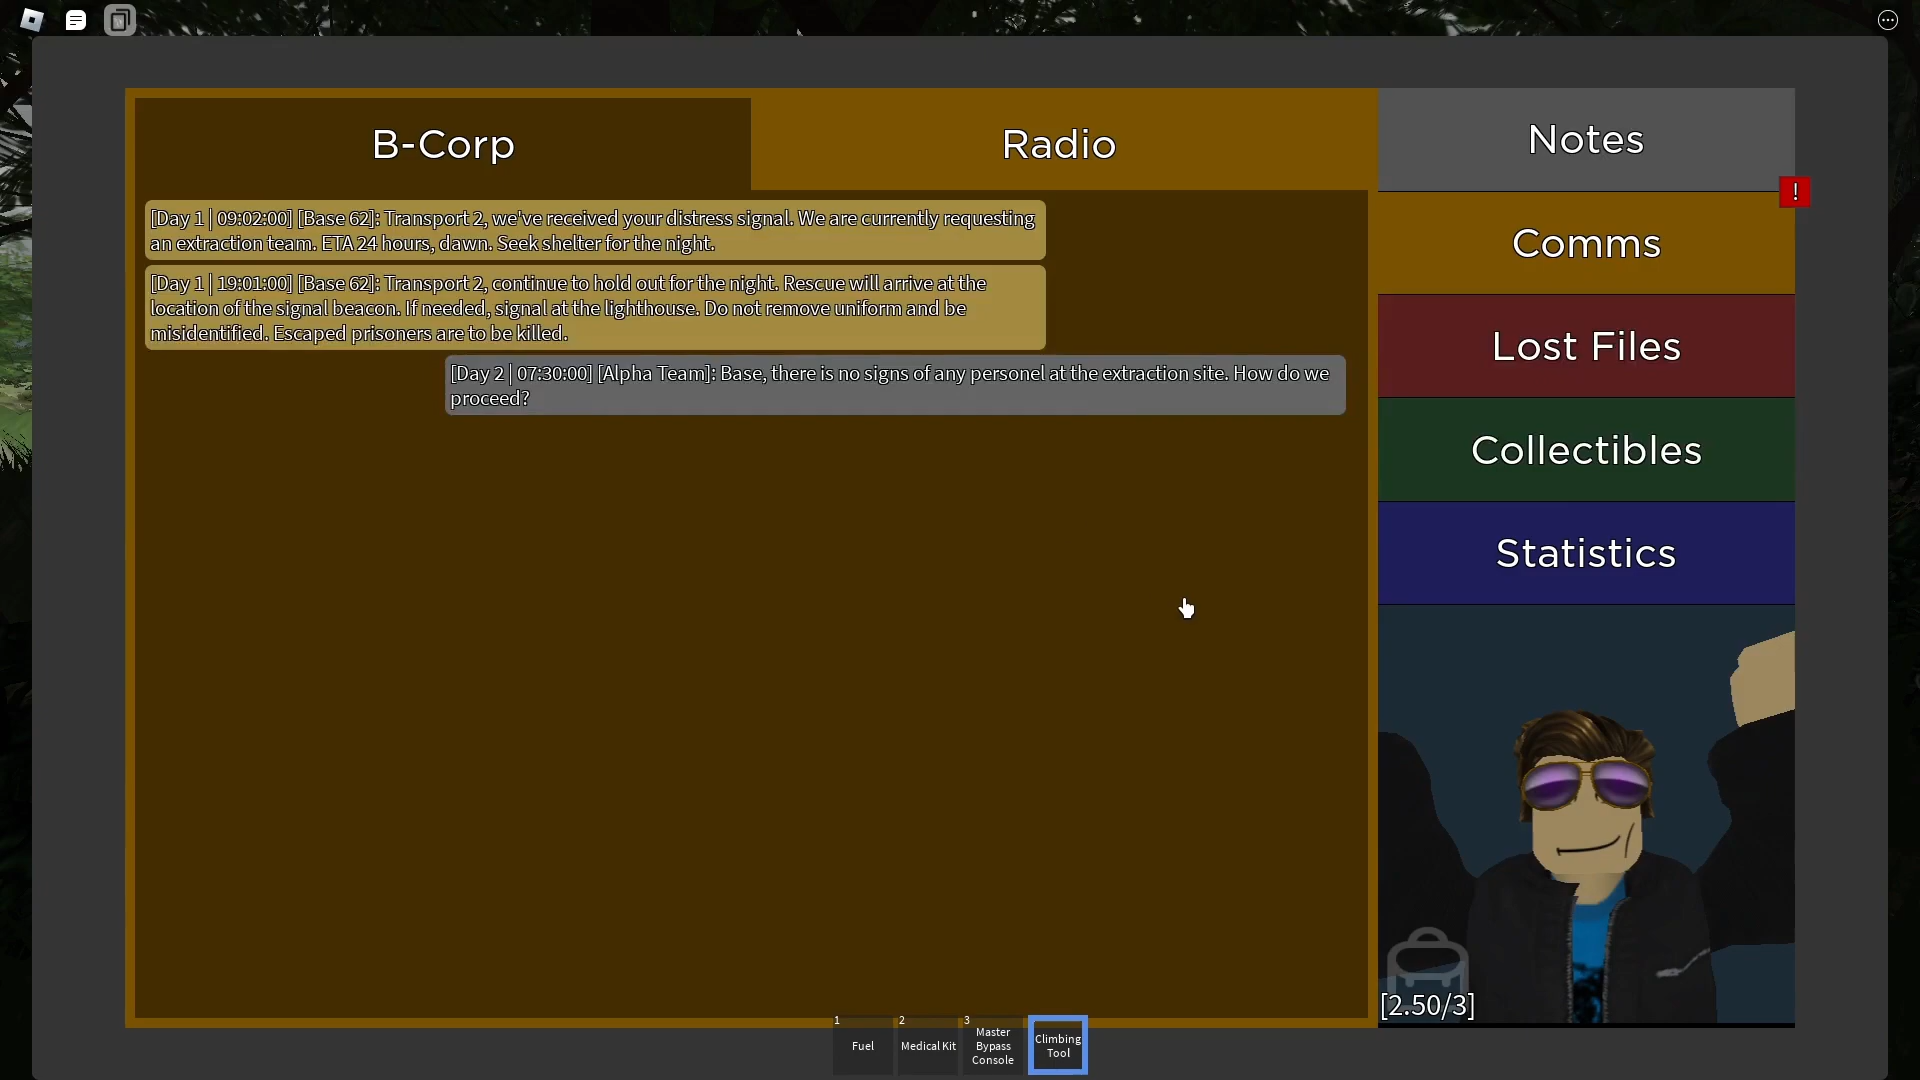 B-Corp
Radio
[Day 1 | 09:02:00] [Base 62]: Transport 2, we've received your distress signal. We are currently requesting
an extraction team. ETA 24 hours, dawn. Seek shelter for the night.
[Day 1 | 19:01:00] [Base 62]: Transport 2, continue to hold out for the night. Rescue will arrive at the
location of the signal beacon. If needed, signal at the lighthouse. Do not remove uniform and be
misidentified. Escaped prisoners are to be killed.
[Day 2 | 07:30:00] [Alpha Team]: Base, there is no signs of any personel at the extraction site. How do we
proceed?
Notes
!
Comms
Lost Files
Collectibles
Statistics
[2.50/3]
1
Fuel
2
Medical Kit
3
Master
Bypass
Console
Climbing
Tool